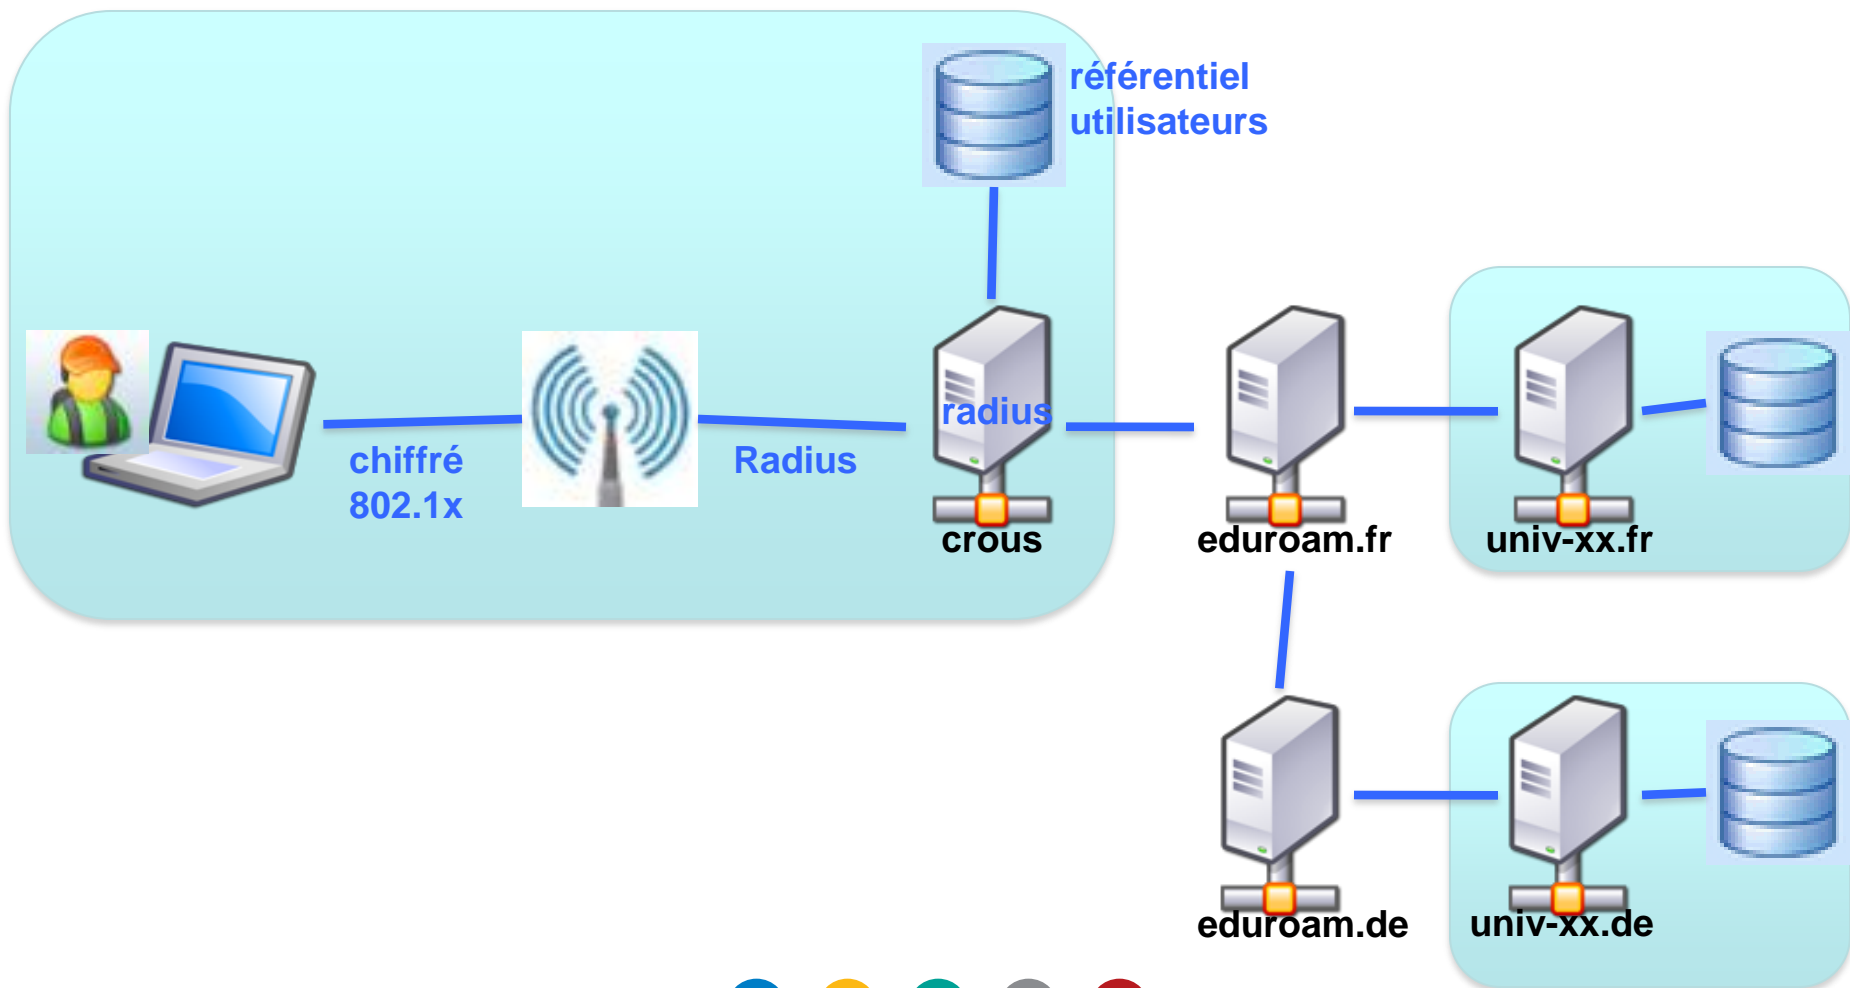 référentiel
utilisateurs
chiffré
802.1x
Radius
radius
crous
eduroam.fr
univ-xx.fr
eduroam.de
univ-xx.de